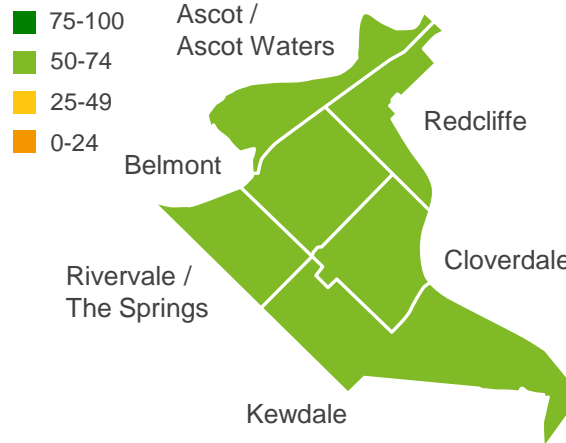 75-100
50-74
25-49
0-24
Ascot /
Ascot Waters
Redcliffe
Belmont
Cloverdale
Rivervale /
The Springs
Kewdale